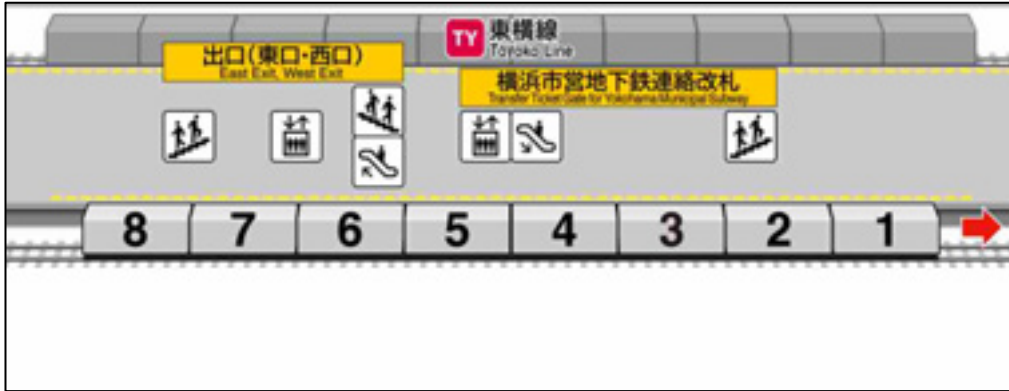 TY 東横線
Toyoko Line
出口(東口・西口)
East Exit, West Exit
横浜市営地下鉄連絡改札
Transfer Ticket Gate for Yokohama Municipal Subway
8 7 6 5 4 3 2 1